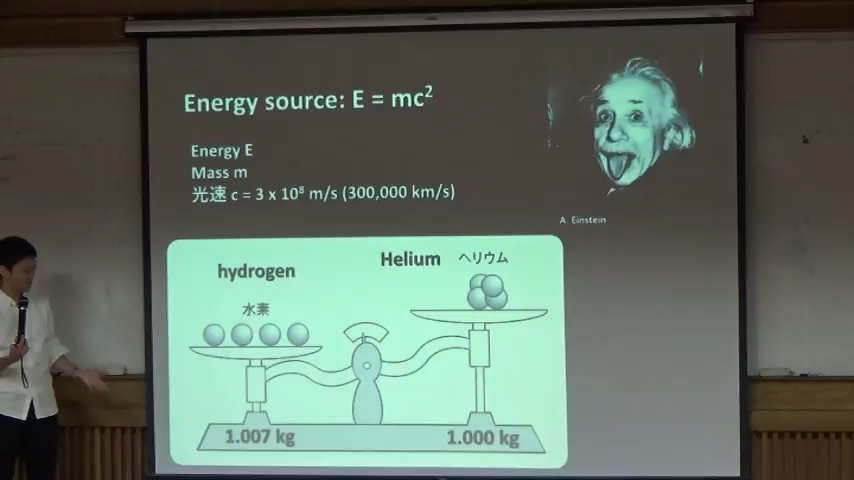 Energy source: E = mc²
Energy E
Mass m
光速 c = 3 x 10⁸ m/s (300,000 km/s)
A. Einstein
hydrogen
水素
Helium ヘリウム
1.007 kg
1.000 kg